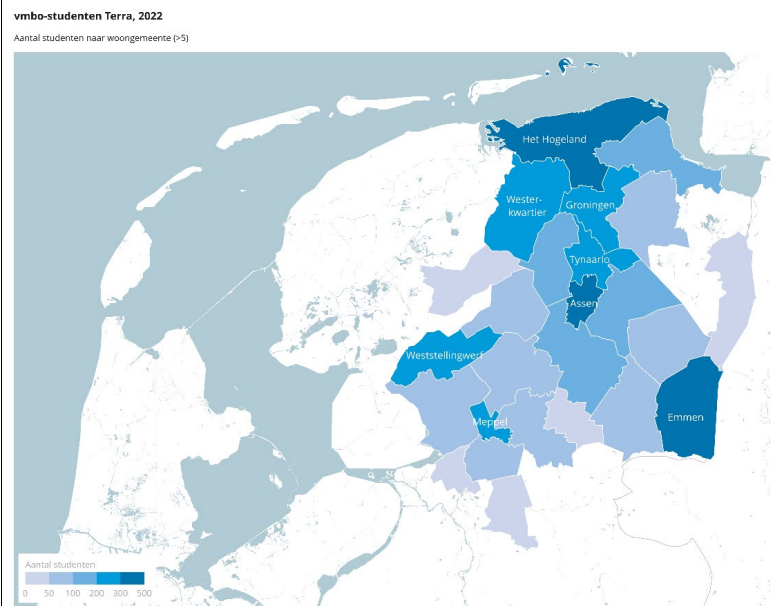 vmbo-studenten Terra, 2022
Aantal studenten naar woongemeente (>5)
Het Hogeland
Wester-
kwartier
Groningen
Tynaarlo
Assen
Weststellingwerf
Meppel
Emmen
Aantal studenten
0 50 100 200 300 500